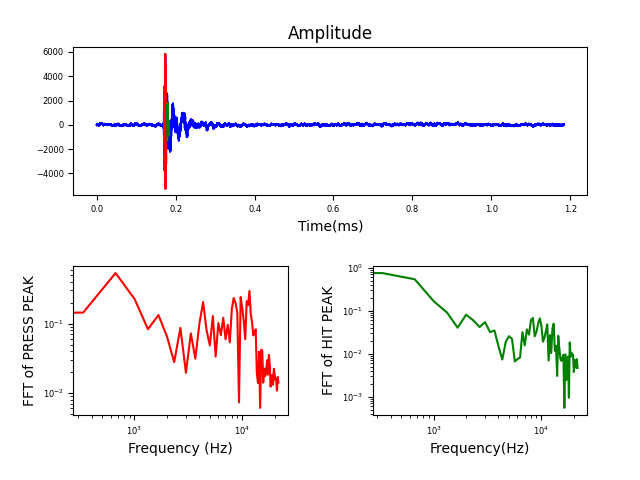 Amplitude
6000
4000
2000
0
−2000
−4000
0.0 0.2 0.4 0.6 0.8 1.0 1.2
Time(ms)
FFT of PRESS PEAK
10⁻¹
10⁻²
10³ 10⁴
Frequency (Hz)
FFT of HIT PEAK
10⁰
10⁻¹
10⁻²
10⁻³
10³ 10⁴
Frequency(Hz)